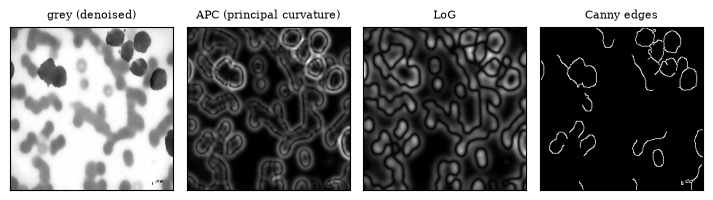 grey (denoised)
APC (principal curvature)
LoG
Canny edges